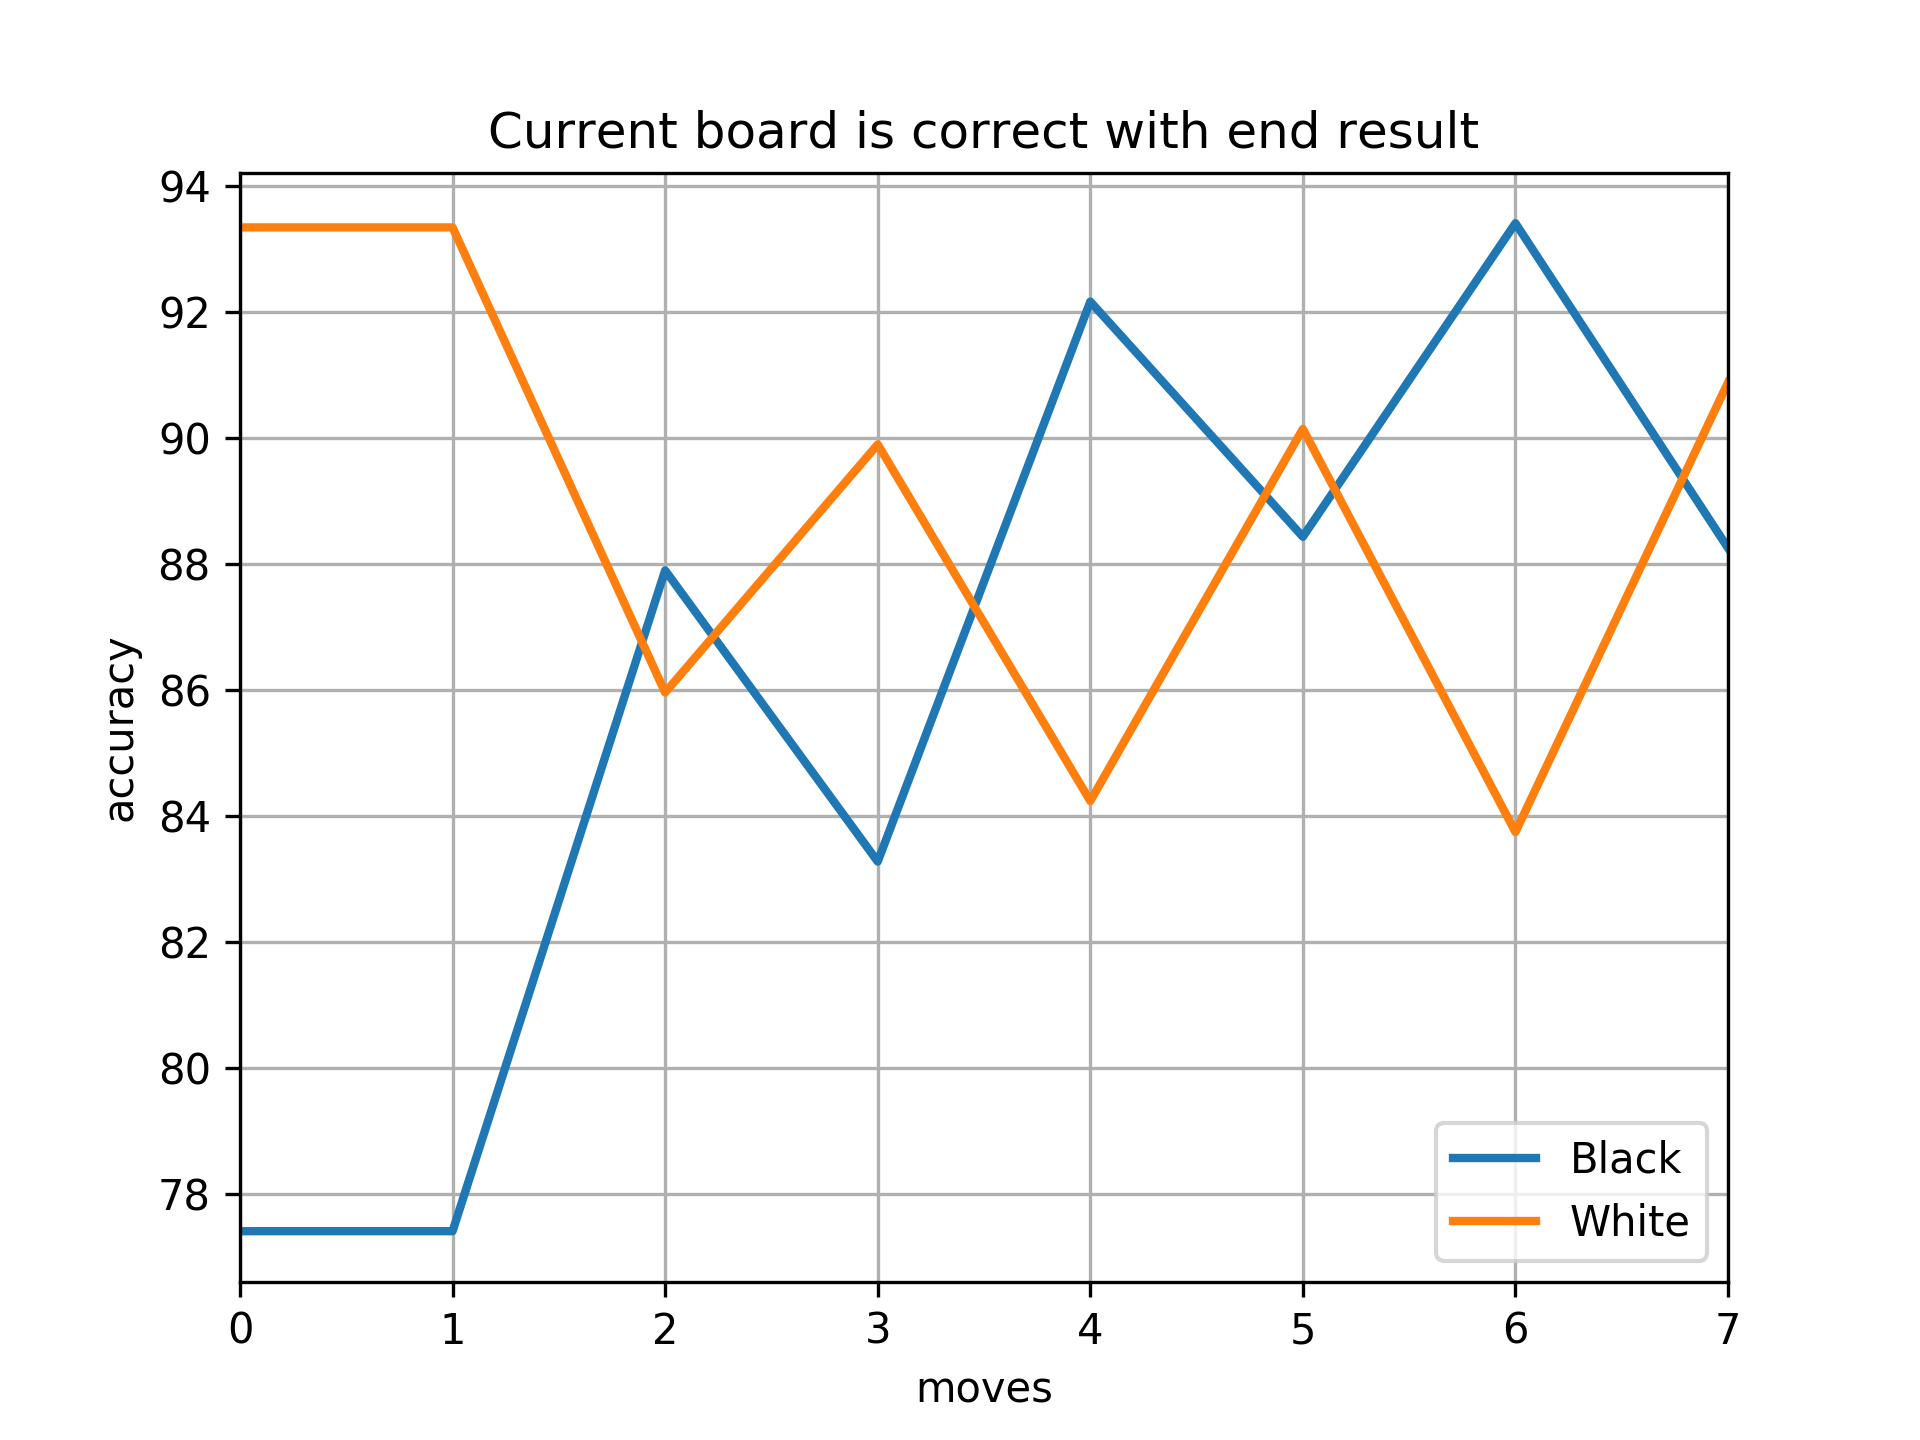 Current board is correct with end result
94
92
90
88
86
84
82
80
78
accuracy
Black
White
0 1 2 3 4 5 6 7
moves